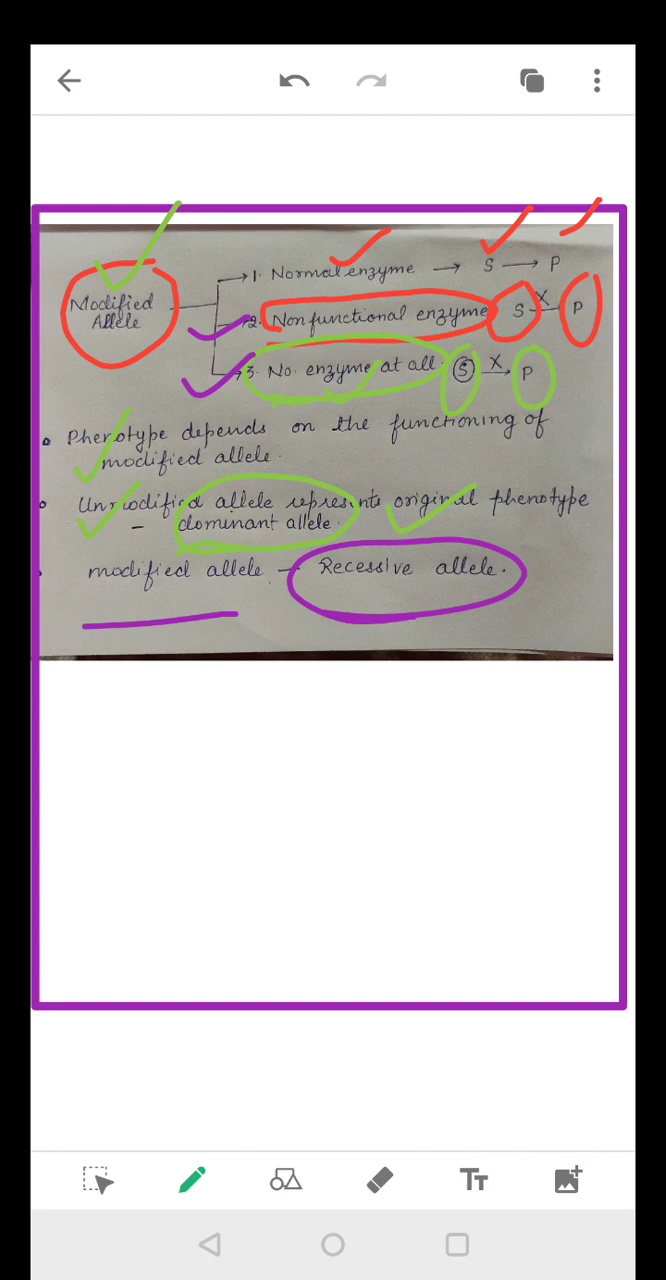 Modified
Allele
1. Normal enzyme → S → P
2. Nonfunctional enzyme S X P
3. No. enzyme at all. S X → P
Phenotype depends on the functioning of
modified allele.
Unmodified allele represents original phenotype
- dominant allele.
modified allele - Recessive allele.
Tт